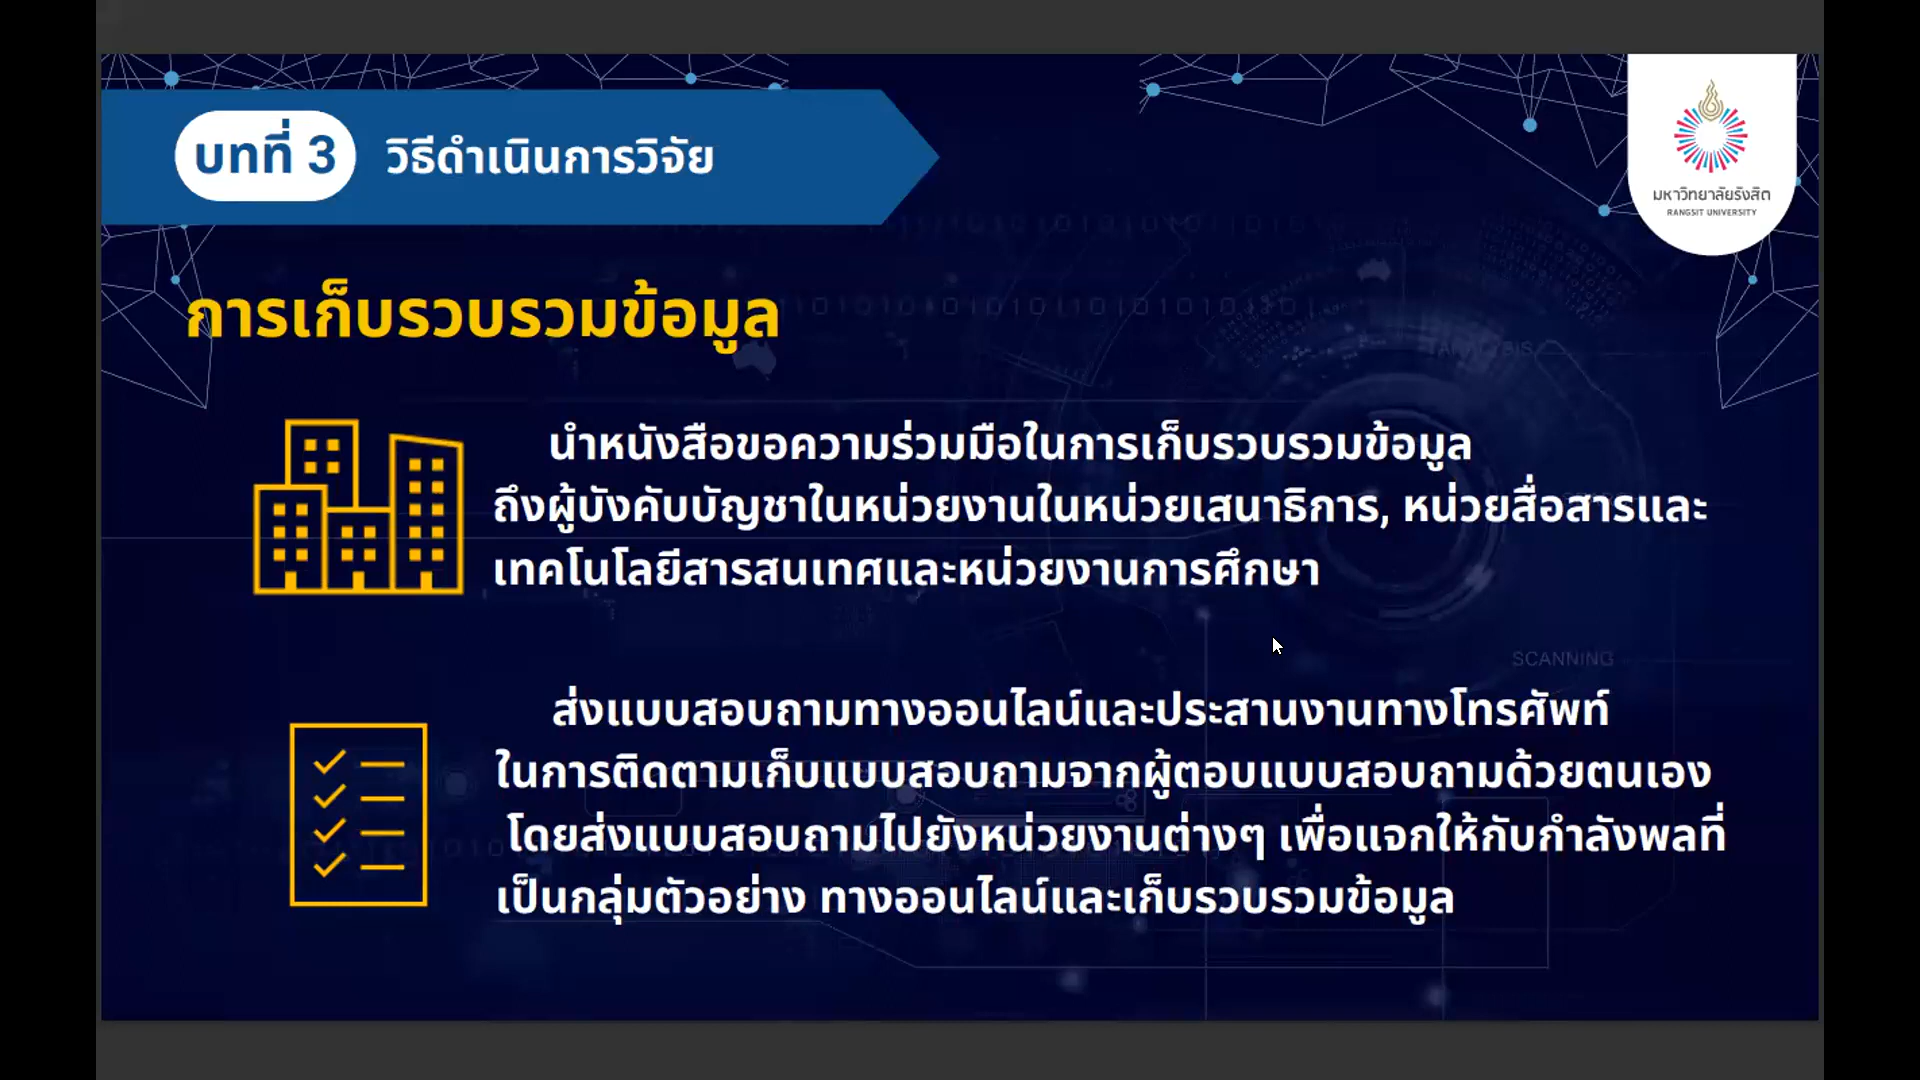 บทที่ 3 วิธีดำเนินการวิจัย
มหาวิทยาลัยรังสิต
RANGSIT UNIVERSITY
การเก็บรวบรวมข้อมูล
นำหนังสือขอความร่วมมือในการเก็บรวบรวมข้อมูล
ถึงผู้บังคับบัญชาในหน่วยงานในหน่วยเสนาธิการ, หน่วยสื่อสารและ
เทคโนโลยีสารสนเทศและหน่วยงานการศึกษา
SCANNING
ส่งแบบสอบถามทางออนไลน์และประสานงานทางโทรศัพท์
ในการติดตามเก็บแบบสอบถามจากผู้ตอบแบบสอบถามด้วยตนเอง
โดยส่งแบบสอบถามไปยังหน่วยงานต่างๆ เพื่อแจกให้กับกำลังพลที่
เป็นกลุ่มตัวอย่าง ทางออนไลน์และเก็บรวบรวมข้อมูล